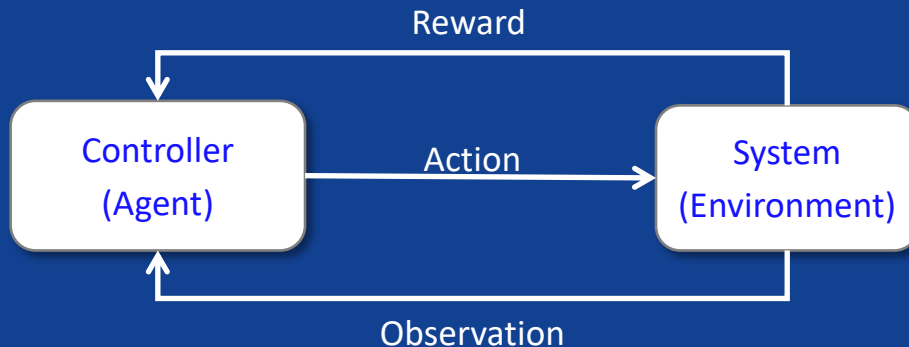 Reward
Controller
(Agent)
Action
System
(Environment)
Observation